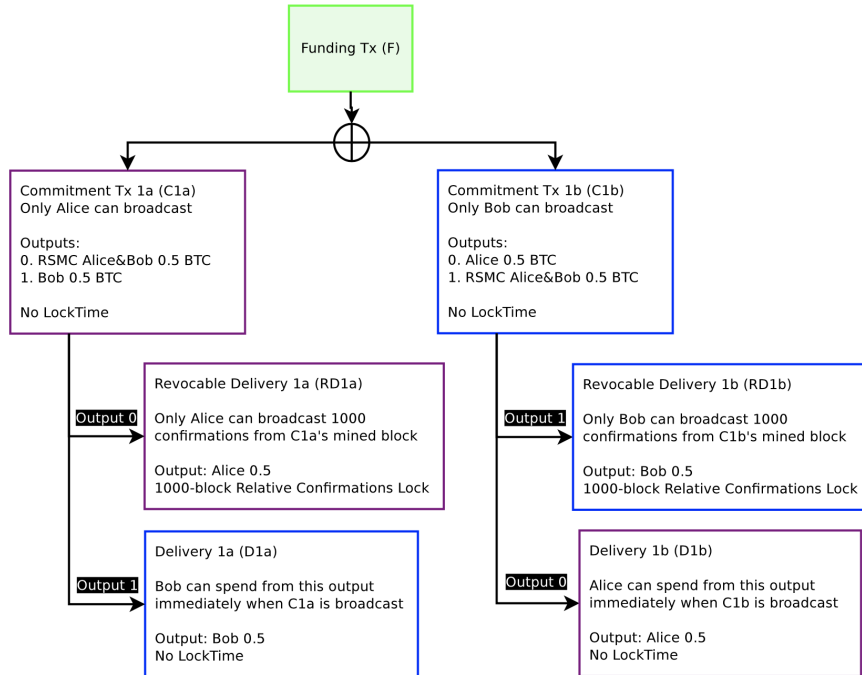 Funding Tx (F)
Commitment Tx 1a (C1a)
Only Alice can broadcast
Outputs:
0. RSMC Alice&Bob 0.5 BTC
1. Bob 0.5 BTC
No LockTime
Commitment Tx 1b (C1b)
Only Bob can broadcast
Outputs:
0. Alice 0.5 BTC
1. RSMC Alice&Bob 0.5 BTC
No LockTime
Output 0
Revocable Delivery 1a (RD1a)
Only Alice can broadcast 1000
confirmations from C1a's mined block
Output: Alice 0.5
1000-block Relative Confirmations Lock
Output 1
Revocable Delivery 1b (RD1b)
Only Bob can broadcast 1000
confirmations from C1b's mined block
Output: Bob 0.5
1000-block Relative Confirmations Lock
Output 1
Delivery 1a (D1a)
Bob can spend from this output
immediately when C1a is broadcast
Output: Bob 0.5
No LockTime
Output 0
Delivery 1b (D1b)
Alice can spend from this output
immediately when C1b is broadcast
Output: Alice 0.5
No LockTime